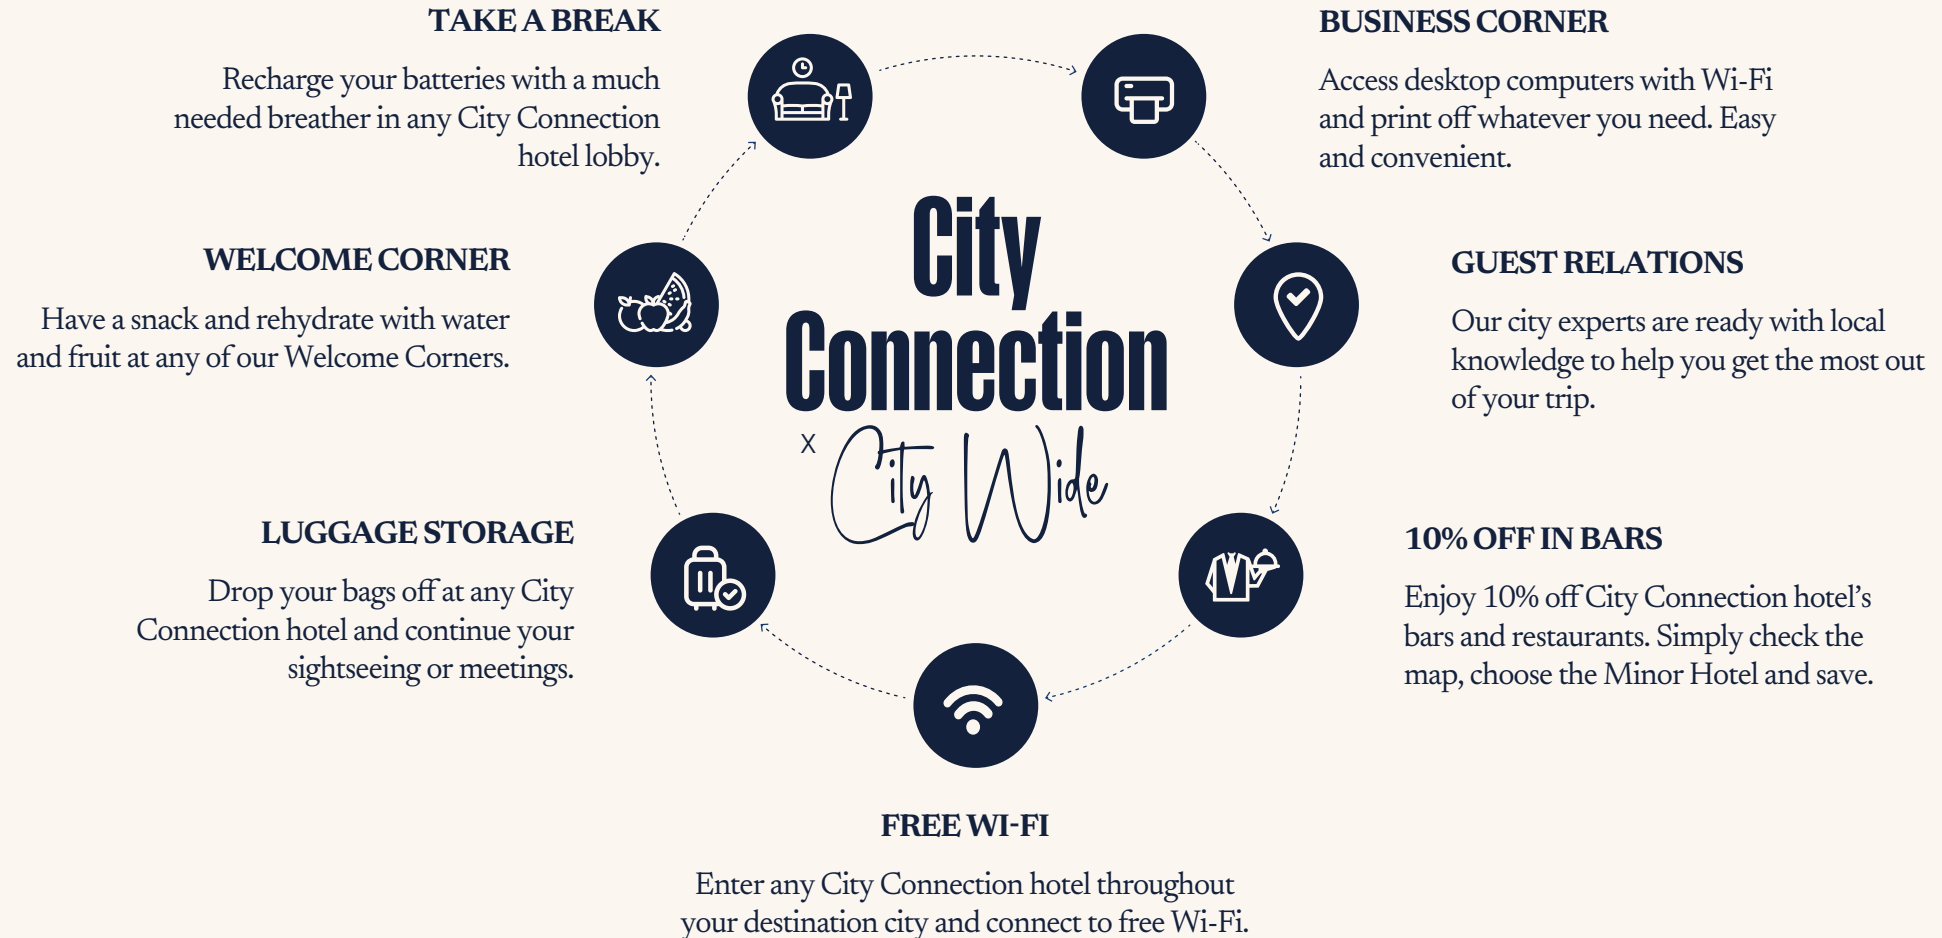 TAKE A BREAK
Recharge your batteries with a much
needed breather in any City Connection
hotel lobby.
BUSINESS CORNER
Access desktop computers with Wi-Fi
and print off whatever you need. Easy
and convenient.
WELCOME CORNER
Have a snack and rehydrate with water
and fruit at any of our Welcome Corners.
City
Connection
x City Wide
GUEST RELATIONS
Our city experts are ready with local
knowledge to help you get the most out
of your trip.
LUGGAGE STORAGE
Drop your bags off at any City
Connection hotel and continue your
sightseeing or meetings.
10% OFF IN BARS
Enjoy 10% off City Connection hotel’s
bars and restaurants. Simply check the
map, choose the Minor Hotel and save.
FREE WI-FI
Enter any City Connection hotel throughout
your destination city and connect to free Wi-Fi.